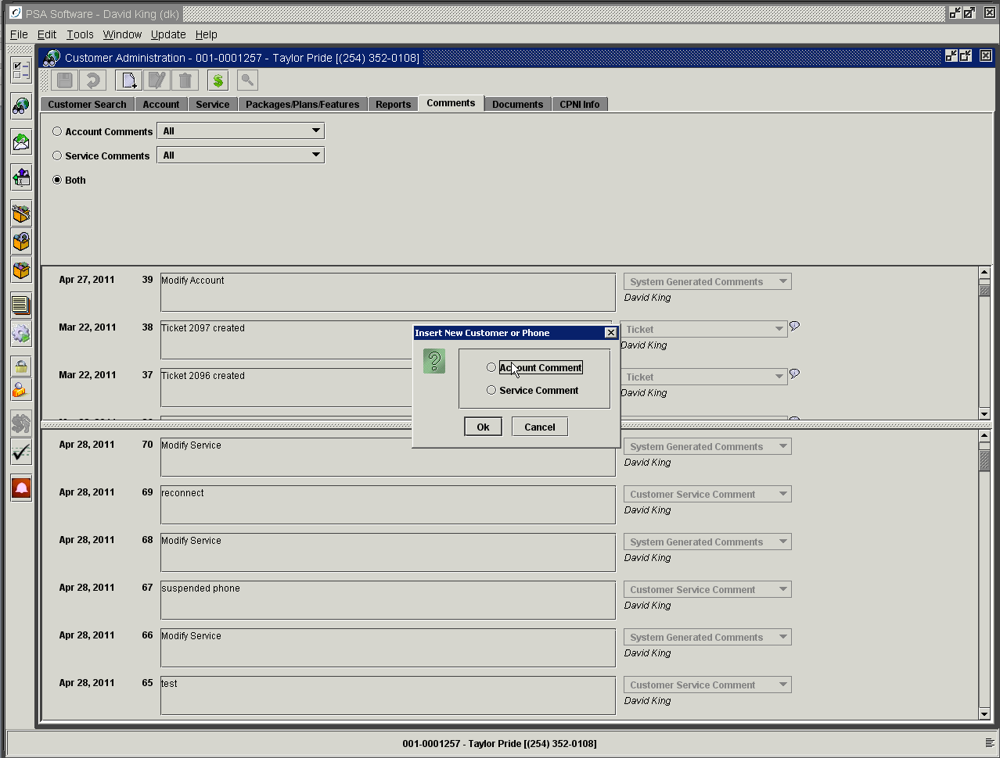 PSA Software - David King (dk)
File Edit Tools Window Update Help
Customer Administration - 001-0001257 - Taylor Pride [(254) 352-0108]
Customer Search Account Service Packages/Plans/Features Reports Comments Documents CPNI Info
Account Comments All
Service Comments All
Both
Apr 27, 2011 39 Modify Account System Generated Comments
David King
Mar 22, 2011 38 Ticket 2097 created Ticket
David King
Mar 22, 2011 37 Ticket 2096 created Ticket
David King
Insert New Customer or Phone
Account Comment
Service Comment
Ok Cancel
Apr 28, 2011 70 Modify Service System Generated Comments
David King
Apr 28, 2011 69 reconnect Customer Service Comment
David King
Apr 28, 2011 68 Modify Service System Generated Comments
David King
Apr 28, 2011 67 suspended phone Customer Service Comment
David King
Apr 28, 2011 66 Modify Service System Generated Comments
David King
Apr 28, 2011 65 test Customer Service Comment
David King
001-0001257 - Taylor Pride [(254) 352-0108]